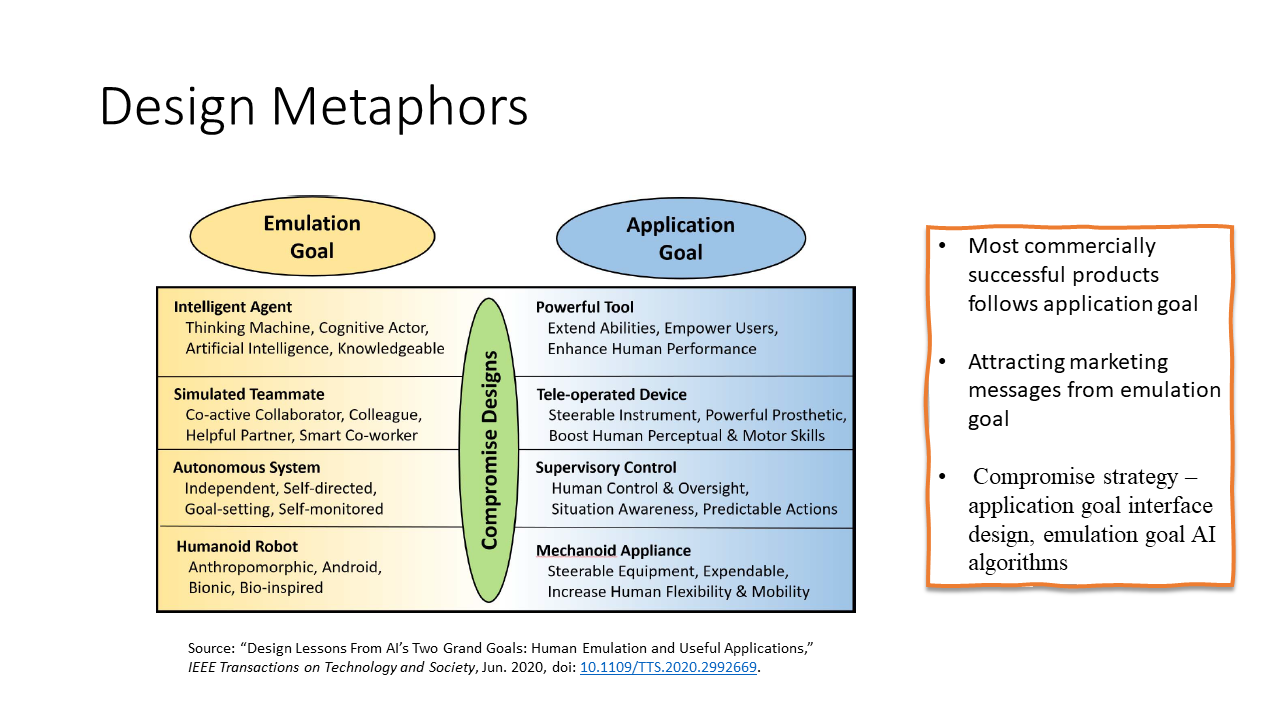 Design Metaphors
Emulation
Goal
Application
Goal
Intelligent Agent
Thinking Machine, Cognitive Actor,
Artificial Intelligence, Knowledgeable
Simulated Teammate
Co-active Collaborator, Colleague,
Helpful Partner, Smart Co-worker
Autonomous System
Independent, Self-directed,
Goal-setting, Self-monitored
Humanoid Robot
Anthropomorphic, Android,
Bionic, Bio-inspired
Compromise Designs
Powerful Tool
Extend Abilities, Empower Users,
Enhance Human Performance
Tele-operated Device
Steerable Instrument, Powerful Prosthetic,
Boost Human Perceptual & Motor Skills
Supervisory Control
Human Control & Oversight,
Situation Awareness, Predictable Actions
Mechanoid Appliance
Steerable Equipment, Expendable,
Increase Human Flexibility & Mobility
• Most commercially
successful products
follows application goal
• Attracting marketing
messages from emulation
goal
• Compromise strategy –
application goal interface
design, emulation goal AI
algorithms
Source: “Design Lessons From AI’s Two Grand Goals: Human Emulation and Useful Applications,”
IEEE Transactions on Technology and Society, Jun. 2020, doi: 10.1109/TTS.2020.2992669.